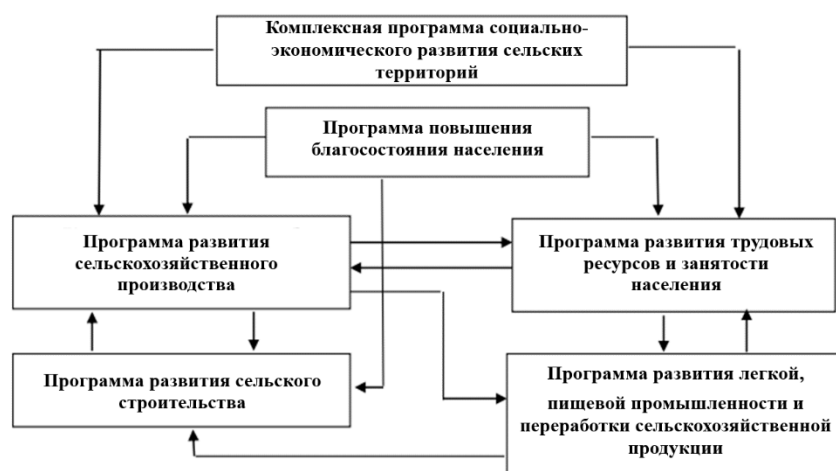 Комплексная программа социально-
экономического развития сельских
территорий
Программа повышения
благосостояния населения
Программа развития
сельскохозяйственного
производства
Программа развития трудовых
ресурсов и занятости
населения
Программа развития сельского
строительства
Программа развития легкой,
пищевой промышленности и
переработки сельскохозяйственной
продукции